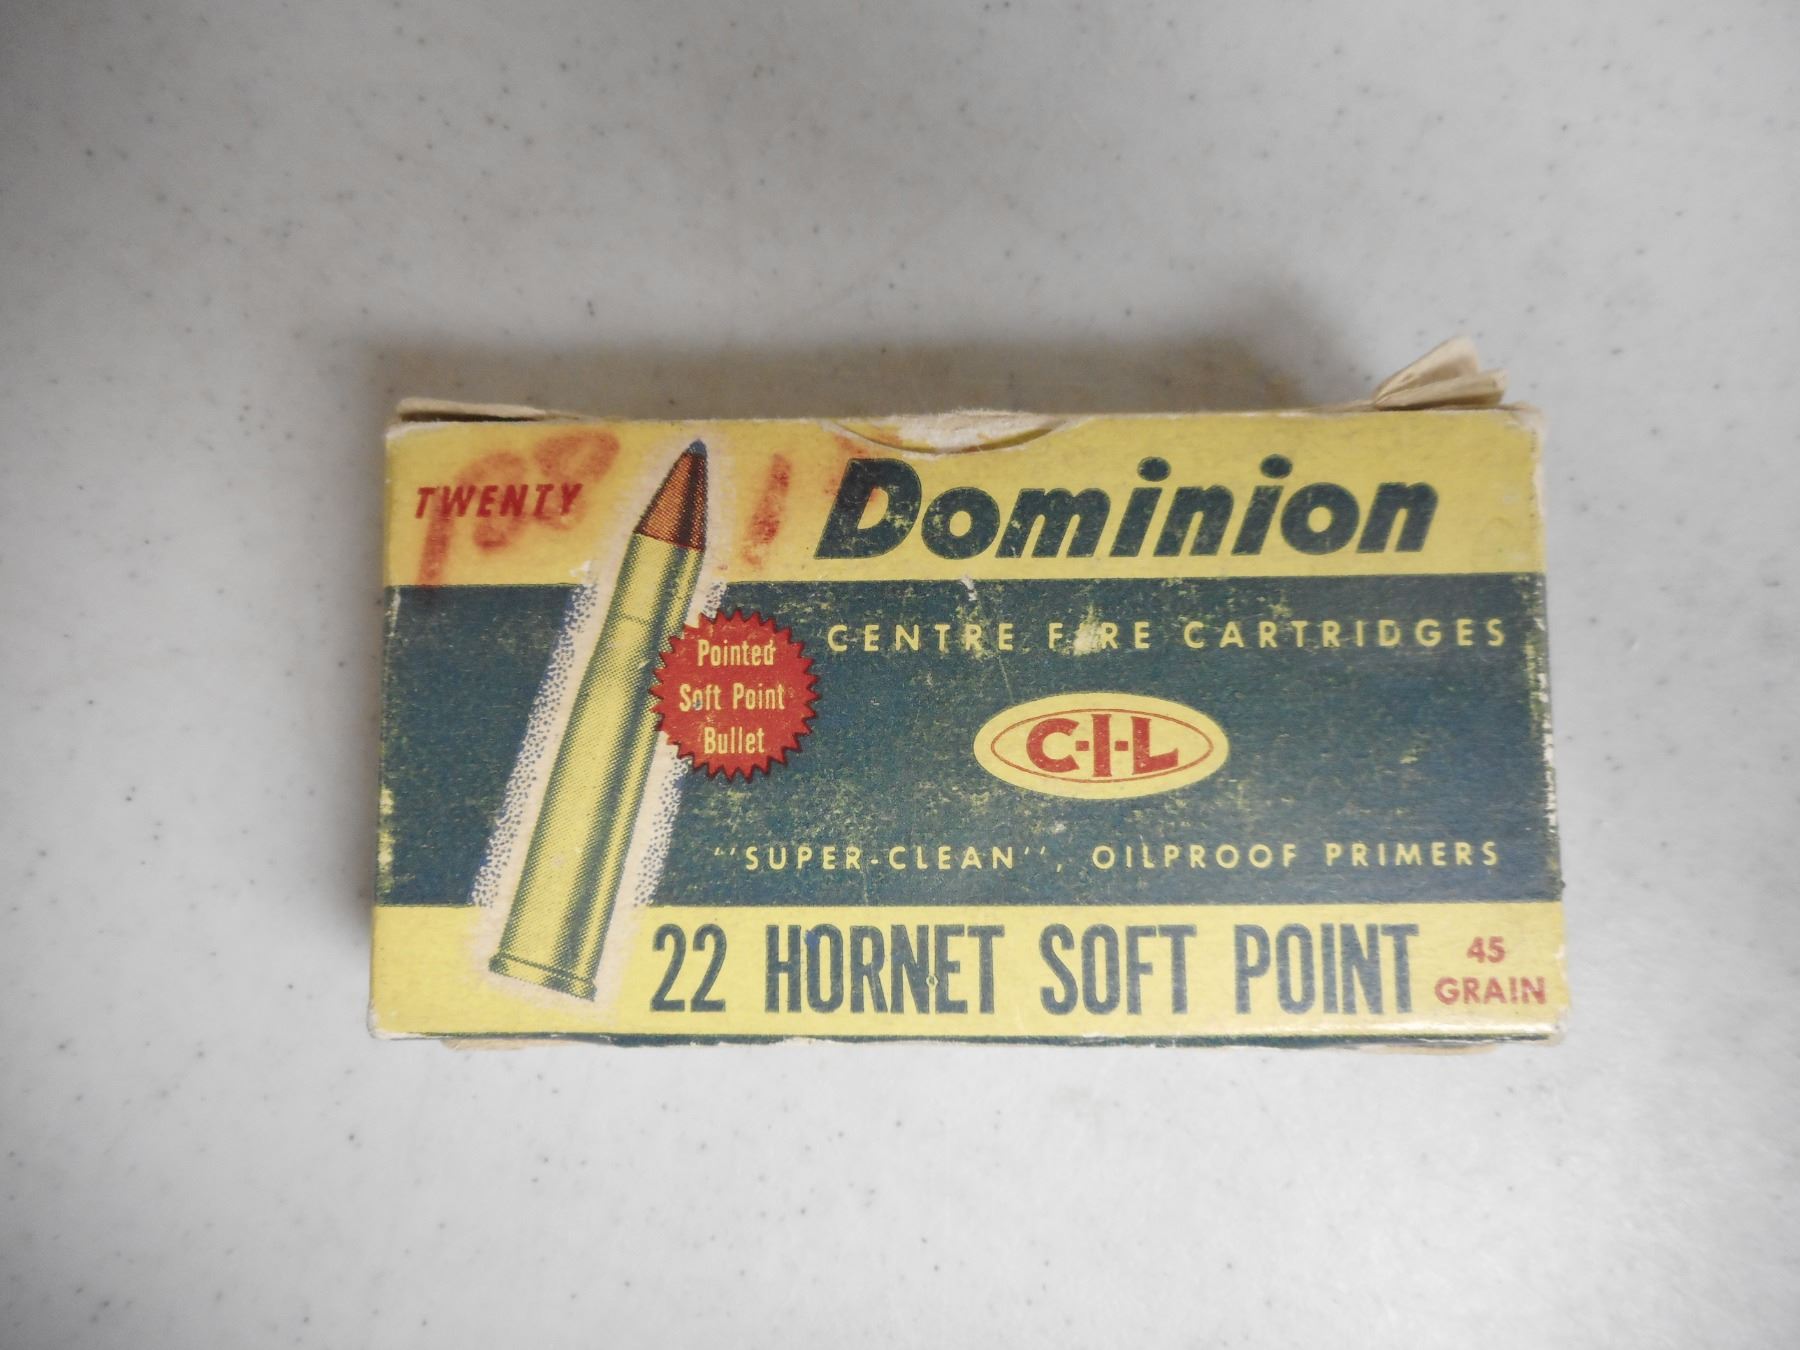 TWENTY
Dominion
CENTRE FIRE CARTRIDGES
Pointed
Soft Point
Bullet
C-I-L
"SUPER-CLEAN", OILPROOF PRIMERS
22 HORNET SOFT POINT
45
GRAIN